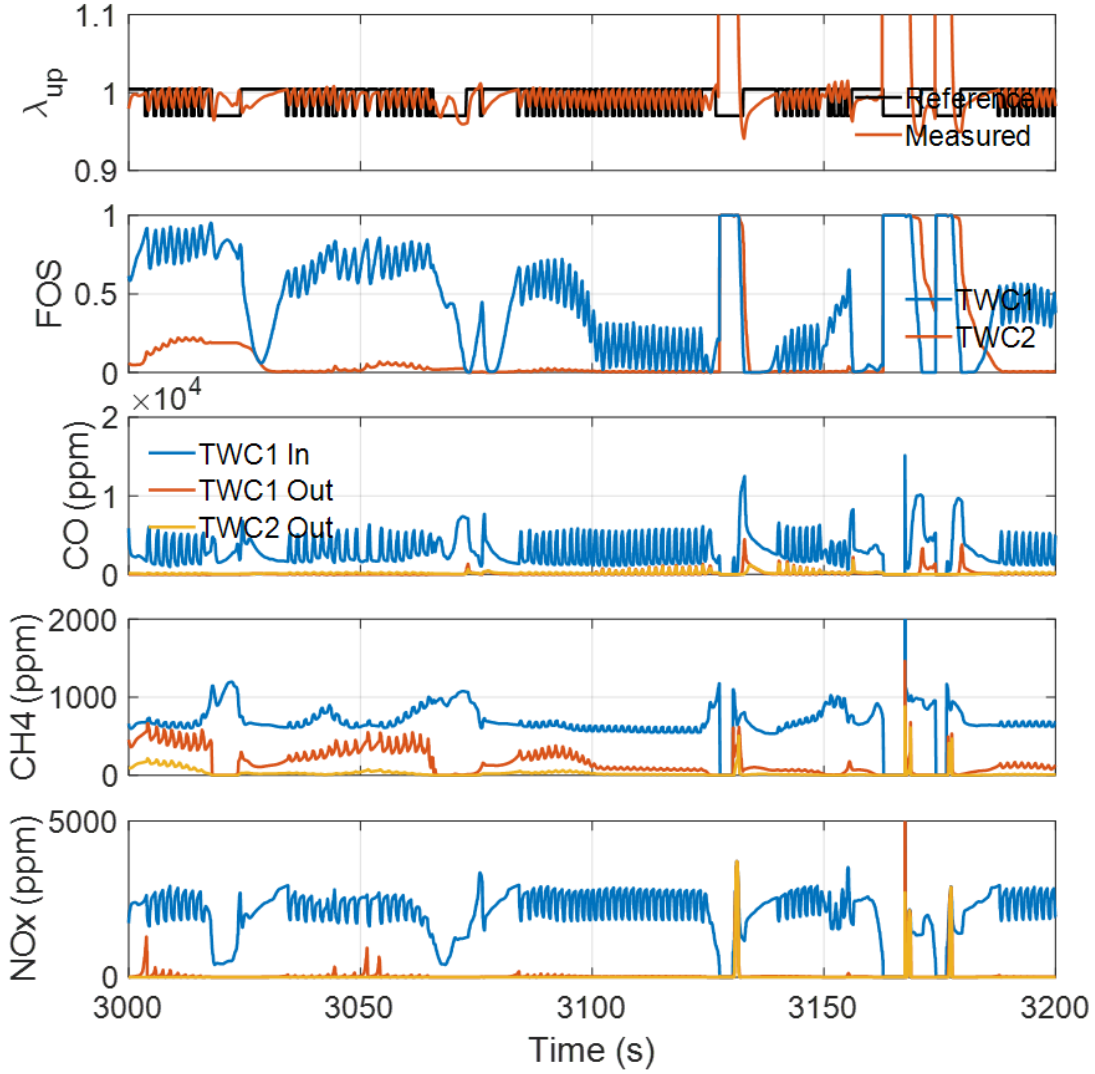 1.1
λup
1
Reference
Measured
0.9
1
FOS
0.5
TWC1
TWC2
0
×10^4
2
CO (ppm)
TWC1 In
TWC1 Out
TWC2 Out
1
0
2000
CH4 (ppm)
1000
0
5000
NOx (ppm)
0
3000 3050 3100 3150 3200
Time (s)